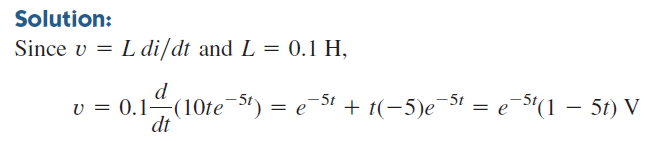 Solution:
Since v = L di/dt and L = 0.1 H,
v = 0.1 d/dt (10te⁻⁵ᵗ) = e⁻⁵ᵗ + t(−5)e⁻⁵ᵗ = e⁻⁵ᵗ(1 − 5t) V